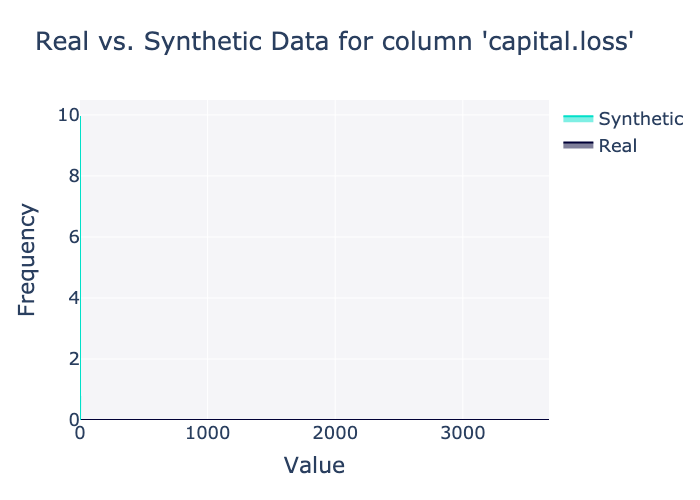 Real vs. Synthetic Data for column 'capital.loss'
Synthetic
Real
10
8
6
4
2
0
Frequency
0 1000 2000 3000
Value